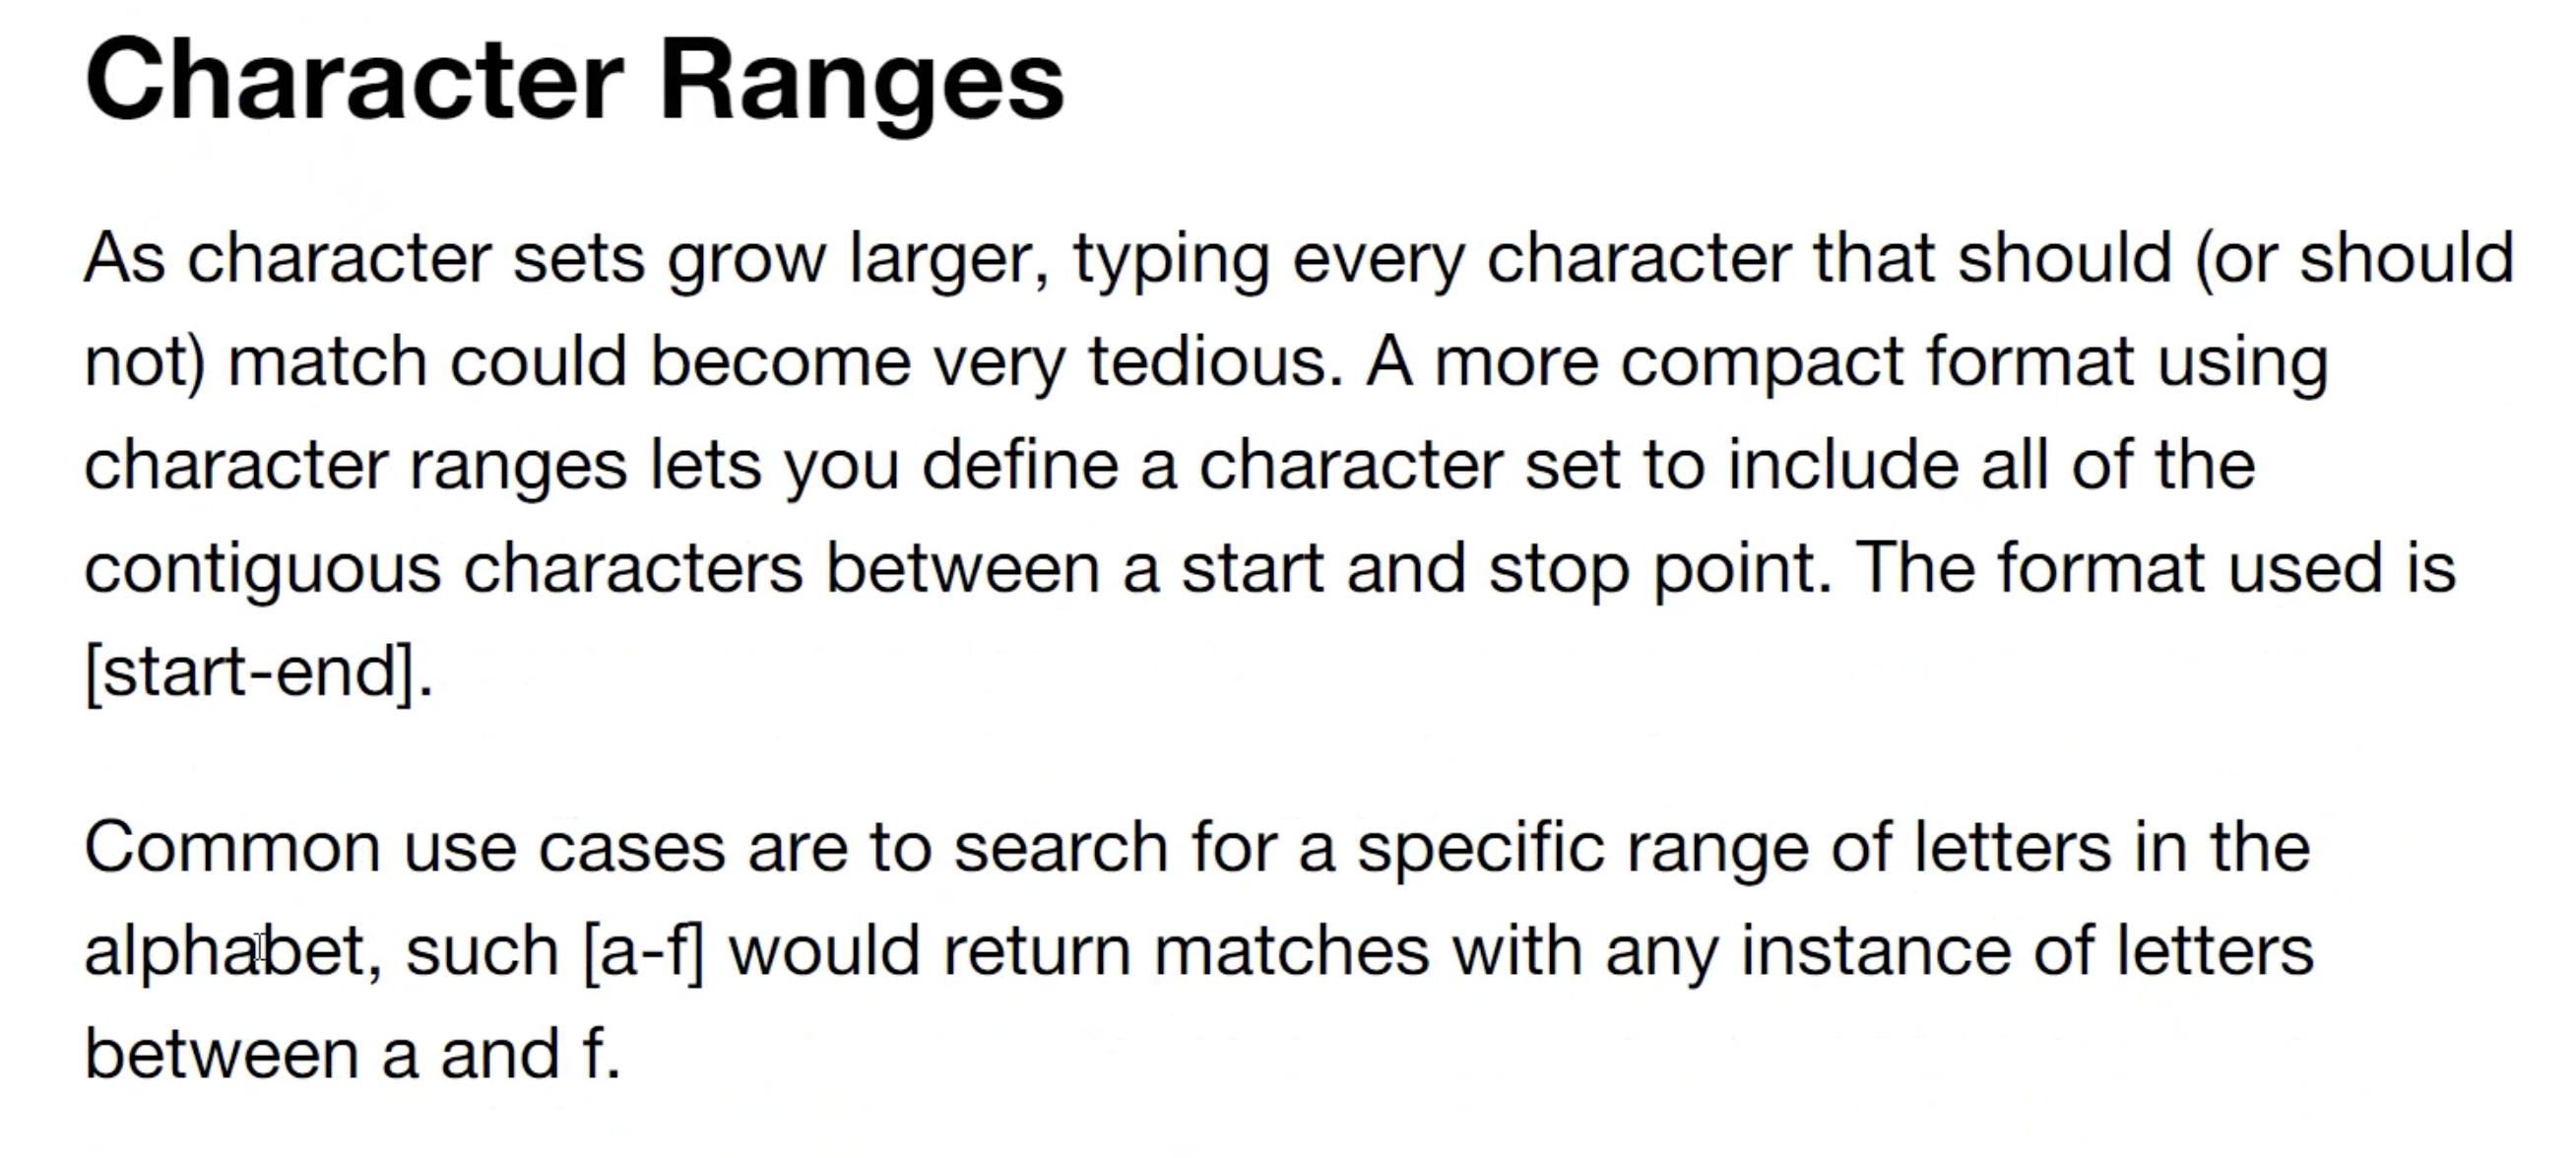 Character Ranges
As character sets grow larger, typing every character that should (or should
not) match could become very tedious. A more compact format using
character ranges lets you define a character set to include all of the
contiguous characters between a start and stop point. The format used is
[start-end].
Common use cases are to search for a specific range of letters in the
alphabet, such [a-f] would return matches with any instance of letters
between a and f.